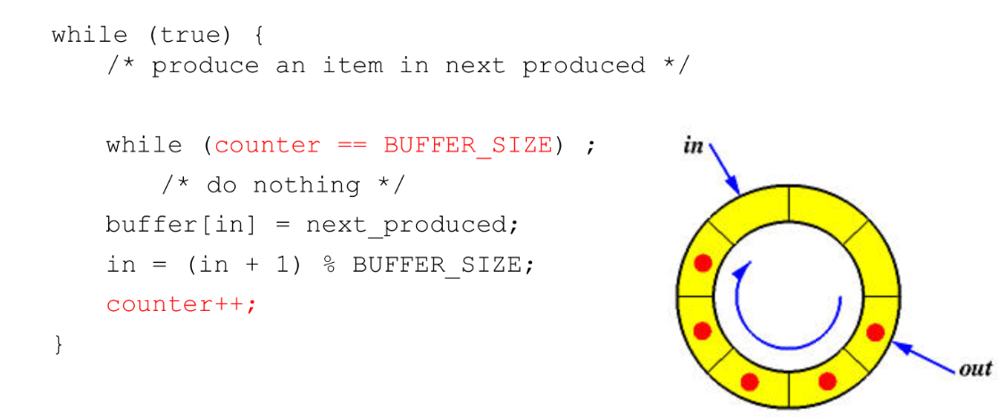 while (true) {
/* produce an item in next produced */
while (counter == BUFFER_SIZE) ;
/* do nothing */
buffer[in] = next_produced;
in = (in + 1) % BUFFER_SIZE;
counter++;
}
in
out